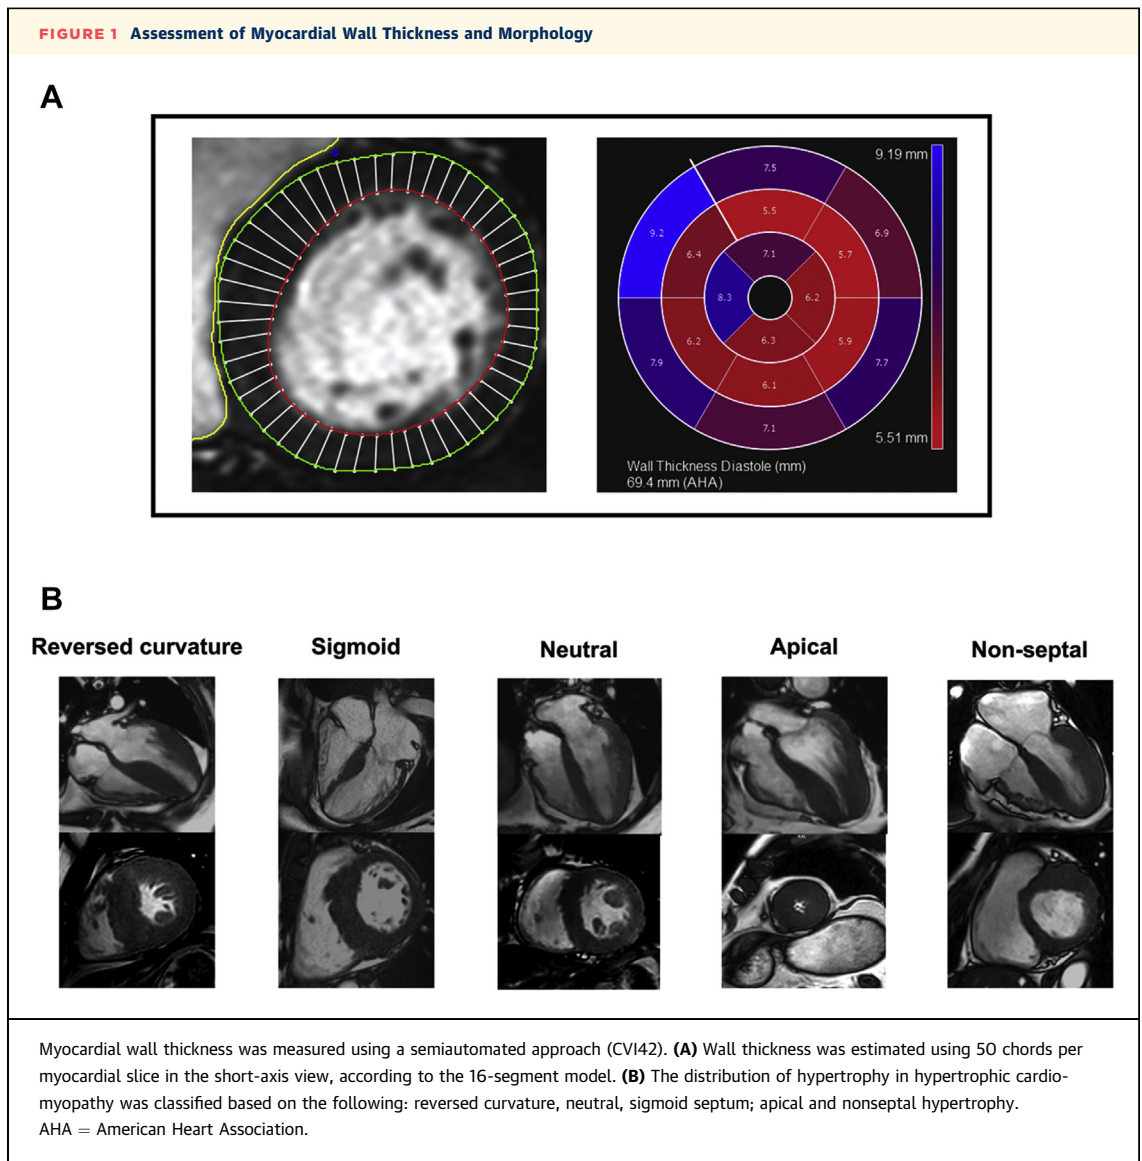 FIGURE 1 Assessment of Myocardial Wall Thickness and Morphology
A
9.19 mm
7.5
5.5
6.9
9.2
6.4
7.1
5.7
8.3
6.2
6.2
6.3
5.9
7.9
6.1
7.7
7.1
5.51 mm
Wall Thickness Diastole (mm)
69.4 mm (AHA)
B
Reversed curvature
Sigmoid
Neutral
Apical
Non-septal
Myocardial wall thickness was measured using a semiautomated approach (CVI42). (A) Wall thickness was estimated using 50 chords per
myocardial slice in the short-axis view, according to the 16-segment model. (B) The distribution of hypertrophy in hypertrophic cardio-
myopathy was classified based on the following: reversed curvature, neutral, sigmoid septum; apical and nonseptal hypertrophy.
AHA = American Heart Association.